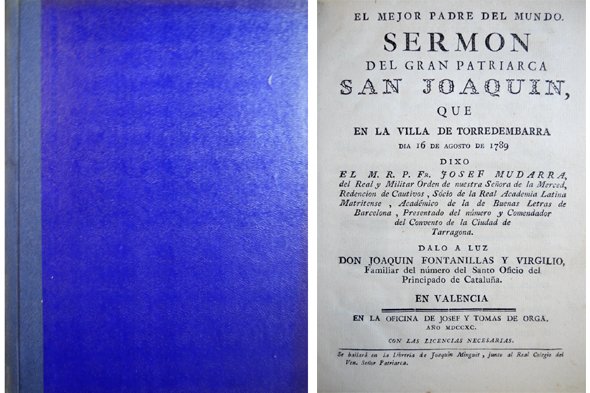 EL MEJOR PADRE DEL MUNDO.
SERMON
DEL GRAN PATRIARCA
SAN JOAQUIN,
QUE
EN LA VILLA DE TORREDEMBARRA
DIA 16 DE AGOSTO DE 1789
DIXO
EL M. R. P. Fr. JOSEF MUDARRA,
del Real y Militar Orden de nuestra Señora de la Merced,
Redencion de Cautivos, Sócio de la Real Academia Latina
Matritense, Académico de la de Buenas Letras de
Barcelona, Presentado del número y Comendador
del Convento de la Ciudad de
Tarragona.
DALO A LUZ
DON JOAQUIN FONTANILLAS Y VIRGILIO,
Familiar del número del Santo Oficio del
Principado de Cataluña.
EN VALENCIA
EN LA OFICINA DE JOSEF Y TOMAS DE ORGA,
AÑO MDCCXC.
CON LAS LICENCIAS NECESARIAS.
Se hallará en la Libreria de Joaquin Minguet, junto al Real Colegio del
Ven. Señor Patriarca.